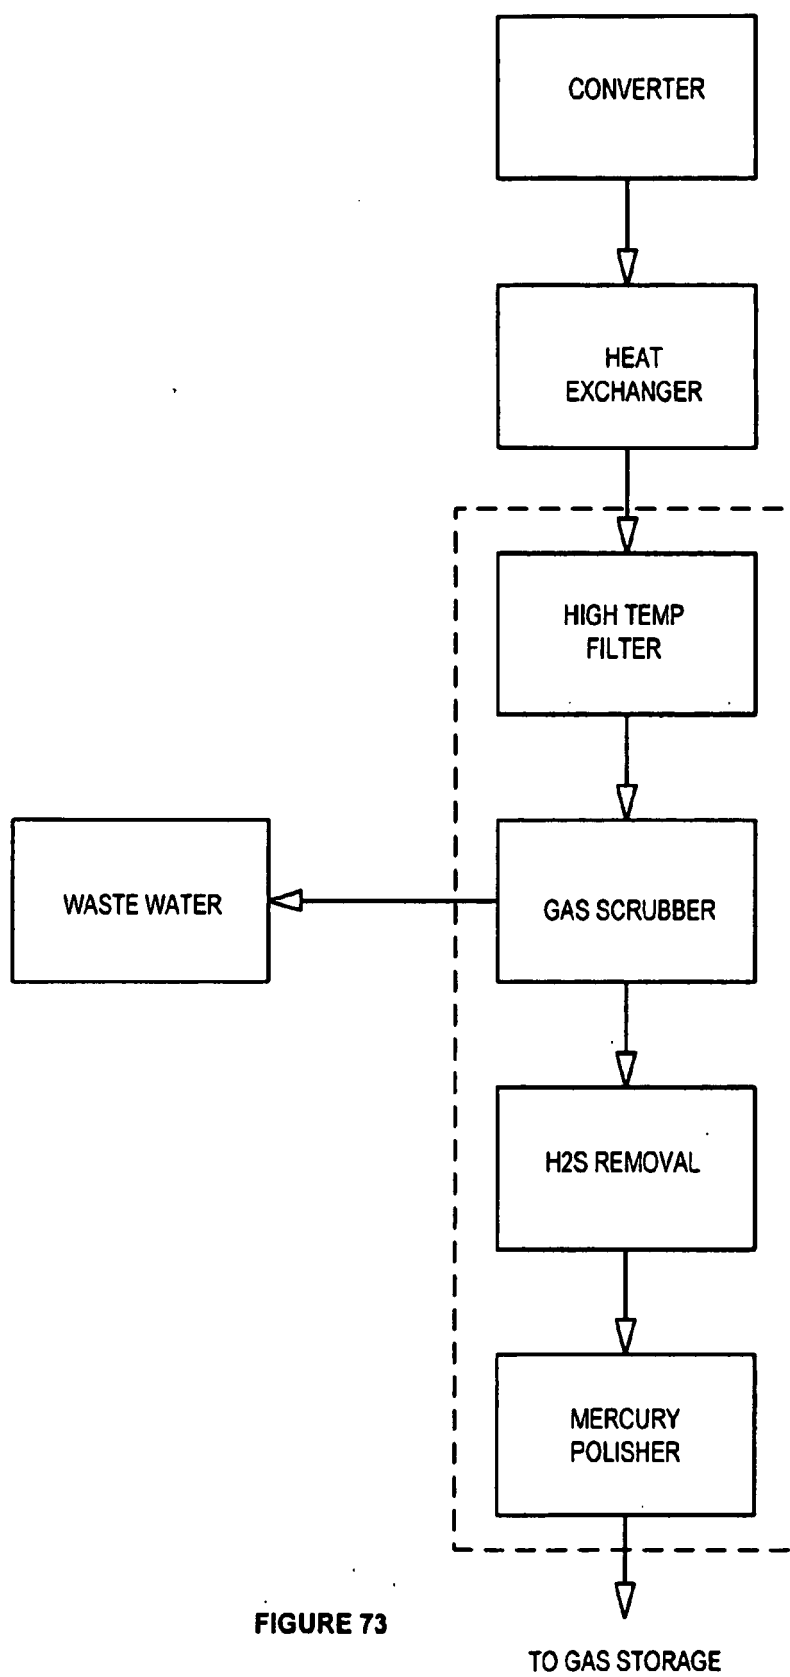 CONVERTER
HEAT
EXCHANGER
HIGH TEMP
FILTER
WASTE WATER
GAS SCRUBBER
H2S REMOVAL
MERCURY
POLISHER
FIGURE 73
TO GAS STORAGE